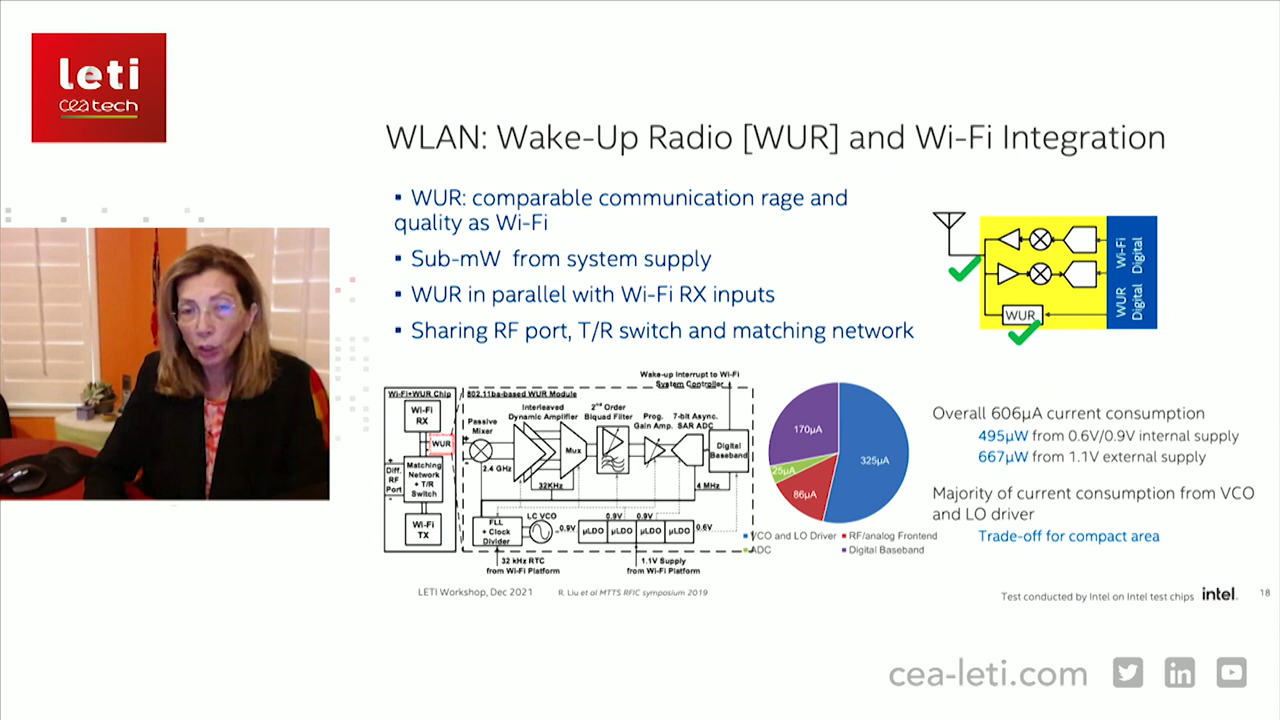 leti
cea tech
WLAN: Wake-Up Radio [WUR] and Wi-Fi Integration
▪ WUR: comparable communication rage and
quality as Wi-Fi
▪ Sub-mW from system supply
▪ WUR in parallel with Wi-Fi RX inputs
▪ Sharing RF port, T/R switch and matching network
WUR
Wi-Fi
Digital
WUR
Digital
Wake-up Interrupt to Wi-Fi
System Controller
Wi-Fi+WUR Chip
802.11ba-based WUR Module
Wi-Fi
RX
WUR
Diff.
RF
Port
Matching
Network
+ T/R
Switch
Wi-Fi
TX
Passive
Mixer
Interleaved
Dynamic Amplifier
2nd Order
Biquad Filter
Prog.
Gain Amp.
7-bit Async.
SAR ADC
Mux
Digital
Baseband
2.4 GHz
32KHz
4 MHz
FLL
+ Clock
Divider
LC VCO
0.9V
0.9V
0.9V
0.6V
µLDO
µLDO
µLDO
µLDO
32 kHz RTC
from Wi-Fi Platform
1.1V Supply
from Wi-Fi Platform
170µA
325µA
25µA
86µA
VCO and LO Driver
RF/analog Frontend
ADC
Digital Baseband
Overall 606µA current consumption
495µW from 0.6V/0.9V internal supply
667µW from 1.1V external supply
Majority of current consumption from VCO
and LO driver
Trade-off for compact area
LETI Workshop, Dec 2021
R. Liu et al MTTS RFIC symposium 2019
Test conducted by Intel on Intel test chips
intel.
18
cea-leti.com